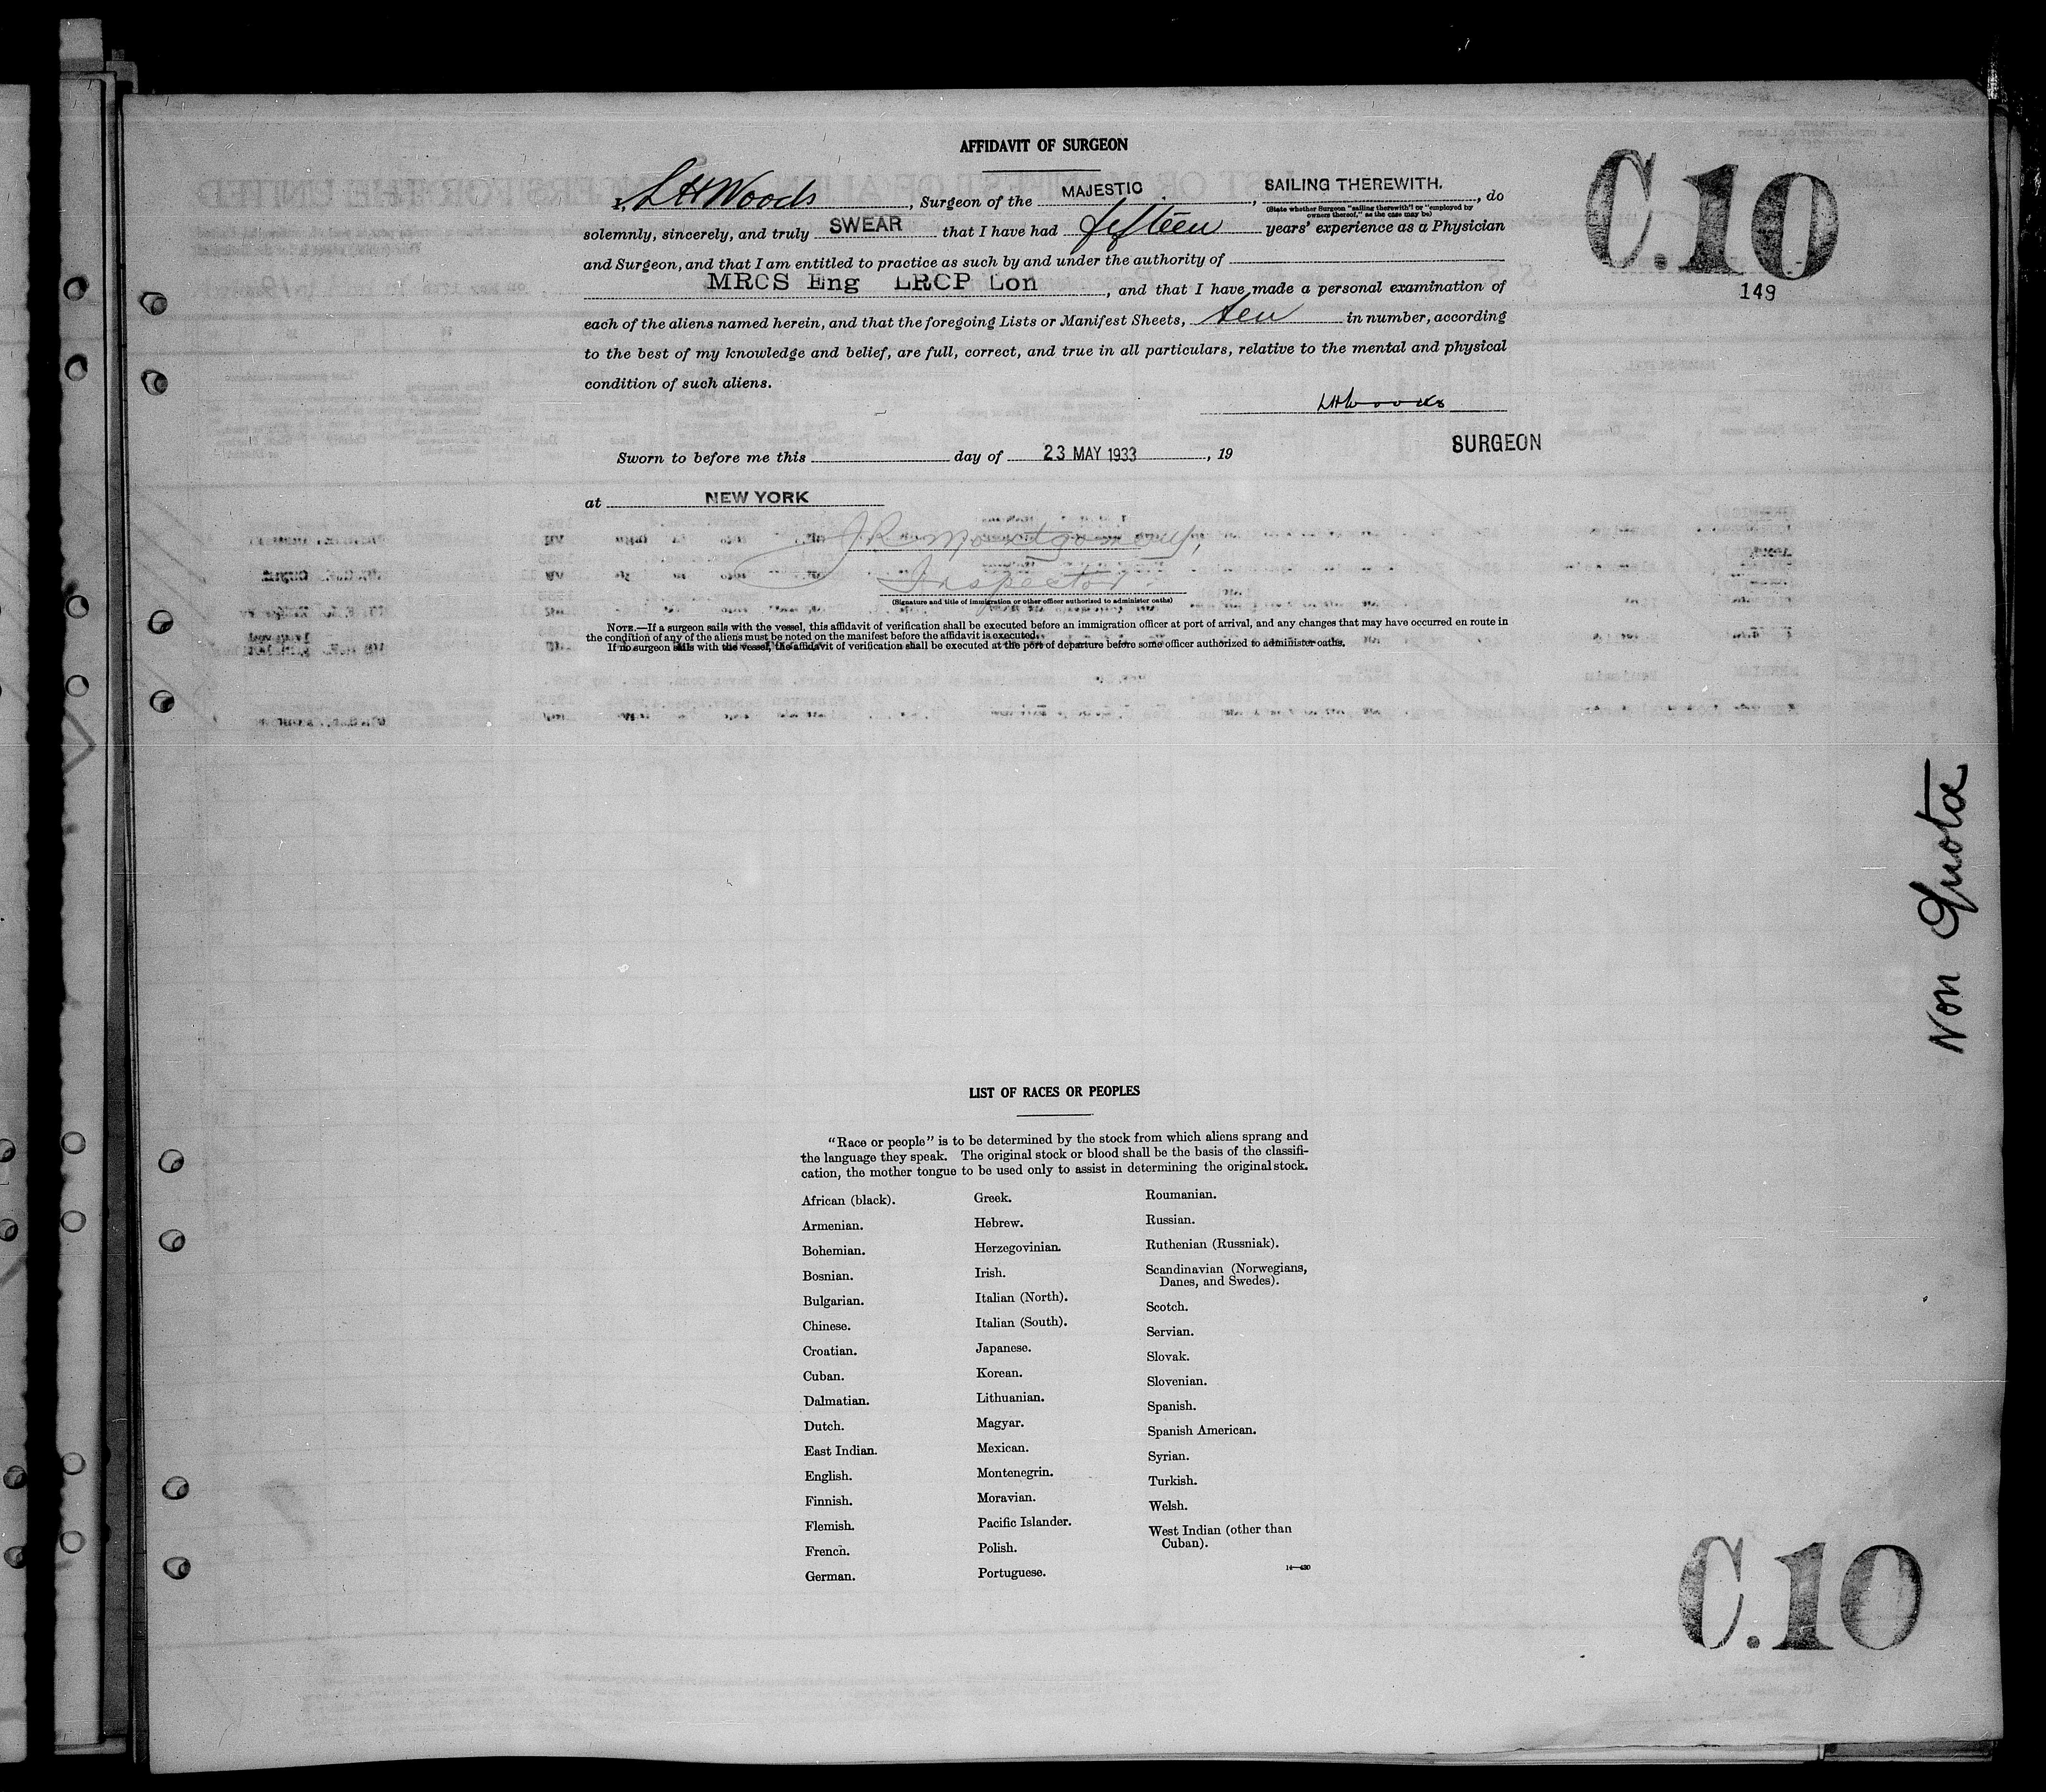 AFFIDAVIT OF SURGEON
C.10
149
I, LHWoods, Surgeon of the MAJESTIC, SAILING THEREWITH., do
(State whether Surgeon "sailing therewith" or "employed by
owners thereof," as the case may be)
solemnly, sincerely, and truly SWEAR that I have had fifteen years' experience as a Physician
and Surgeon, and that I am entitled to practice as such by and under the authority of
MRCS Eng LRCP Lon, and that I have made a personal examination of
each of the aliens named herein, and that the foregoing Lists or Manifest Sheets, ten in number, according
to the best of my knowledge and belief, are full, correct, and true in all particulars, relative to the mental and physical
condition of such aliens.
LHWoods
SURGEON
Sworn to before me this day of 23 MAY 1933, 19
at NEW YORK
J.R. Montgomery,
Inspector
(Signature and title of immigration or other officer authorized to administer oaths)
NOTE.—If a surgeon sails with the vessel, this affidavit of verification shall be executed before an immigration officer at port of arrival, and any changes that may have occurred en route in
the condition of any of the aliens must be noted on the manifest before the affidavit is executed.
If no surgeon sails with the vessel, the affidavit of verification shall be executed at the port of departure before some officer authorized to administer oaths.
Non Quota
LIST OF RACES OR PEOPLES
"Race or people" is to be determined by the stock from which aliens sprang and
the language they speak. The original stock or blood shall be the basis of the classifi-
cation, the mother tongue to be used only to assist in determining the original stock.
African (black).
Armenian.
Bohemian.
Bosnian.
Bulgarian.
Chinese.
Croatian.
Cuban.
Dalmatian.
Dutch.
East Indian.
English.
Finnish.
Flemish.
French.
German.
Greek.
Hebrew.
Herzegovinian.
Irish.
Italian (North).
Italian (South).
Japanese.
Korean.
Lithuanian.
Magyar.
Mexican.
Montenegrin.
Moravian.
Pacific Islander.
Polish.
Portuguese.
Roumanian.
Russian.
Ruthenian (Russniak).
Scandinavian (Norwegians,
Danes, and Swedes).
Scotch.
Servian.
Slovak.
Slovenian.
Spanish.
Spanish American.
Syrian.
Turkish.
Welsh.
West Indian (other than
Cuban).
14—430
C.10